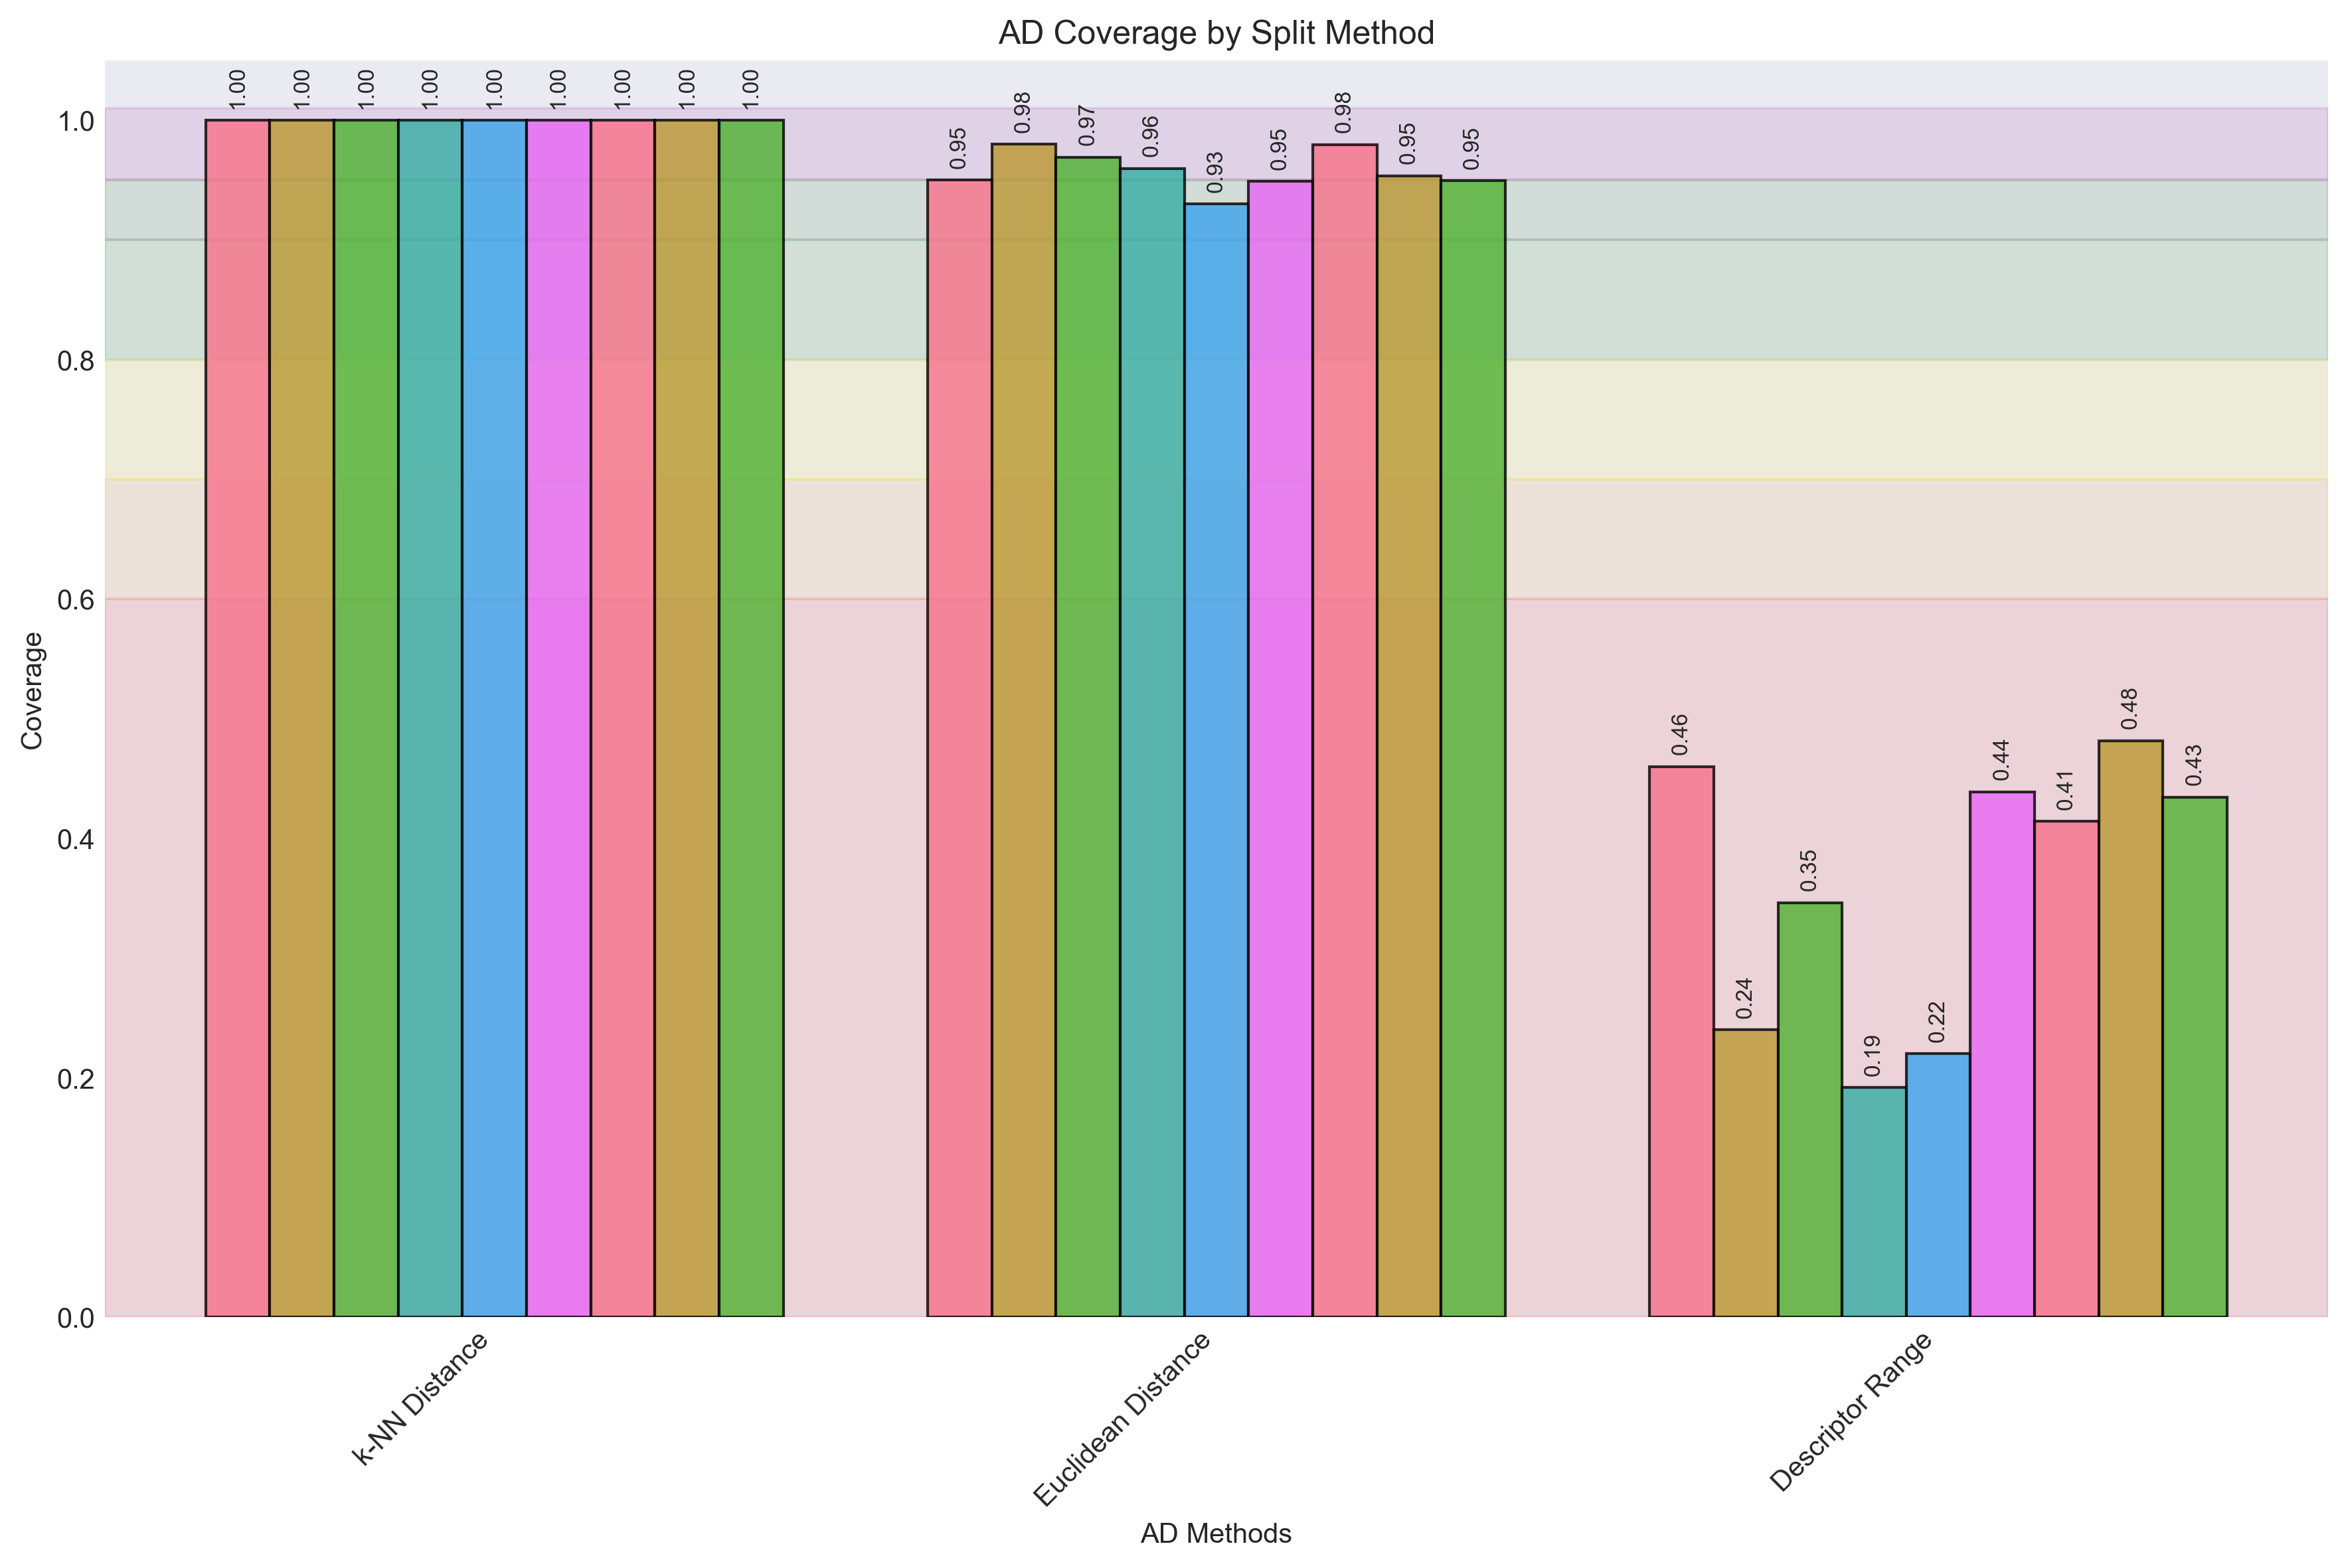 AD Coverage by Split Method
1.00 1.00 1.00 1.00 1.00 1.00 1.00 1.00 1.00
0.95 0.98 0.97 0.96 0.93 0.95 0.98 0.95 0.95
0.46 0.24 0.35 0.19 0.22 0.44 0.41 0.48 0.43
1.0
0.8
0.6
0.4
0.2
0.0
Coverage
k-NN Distance
Euclidean Distance
Descriptor Range
AD Methods